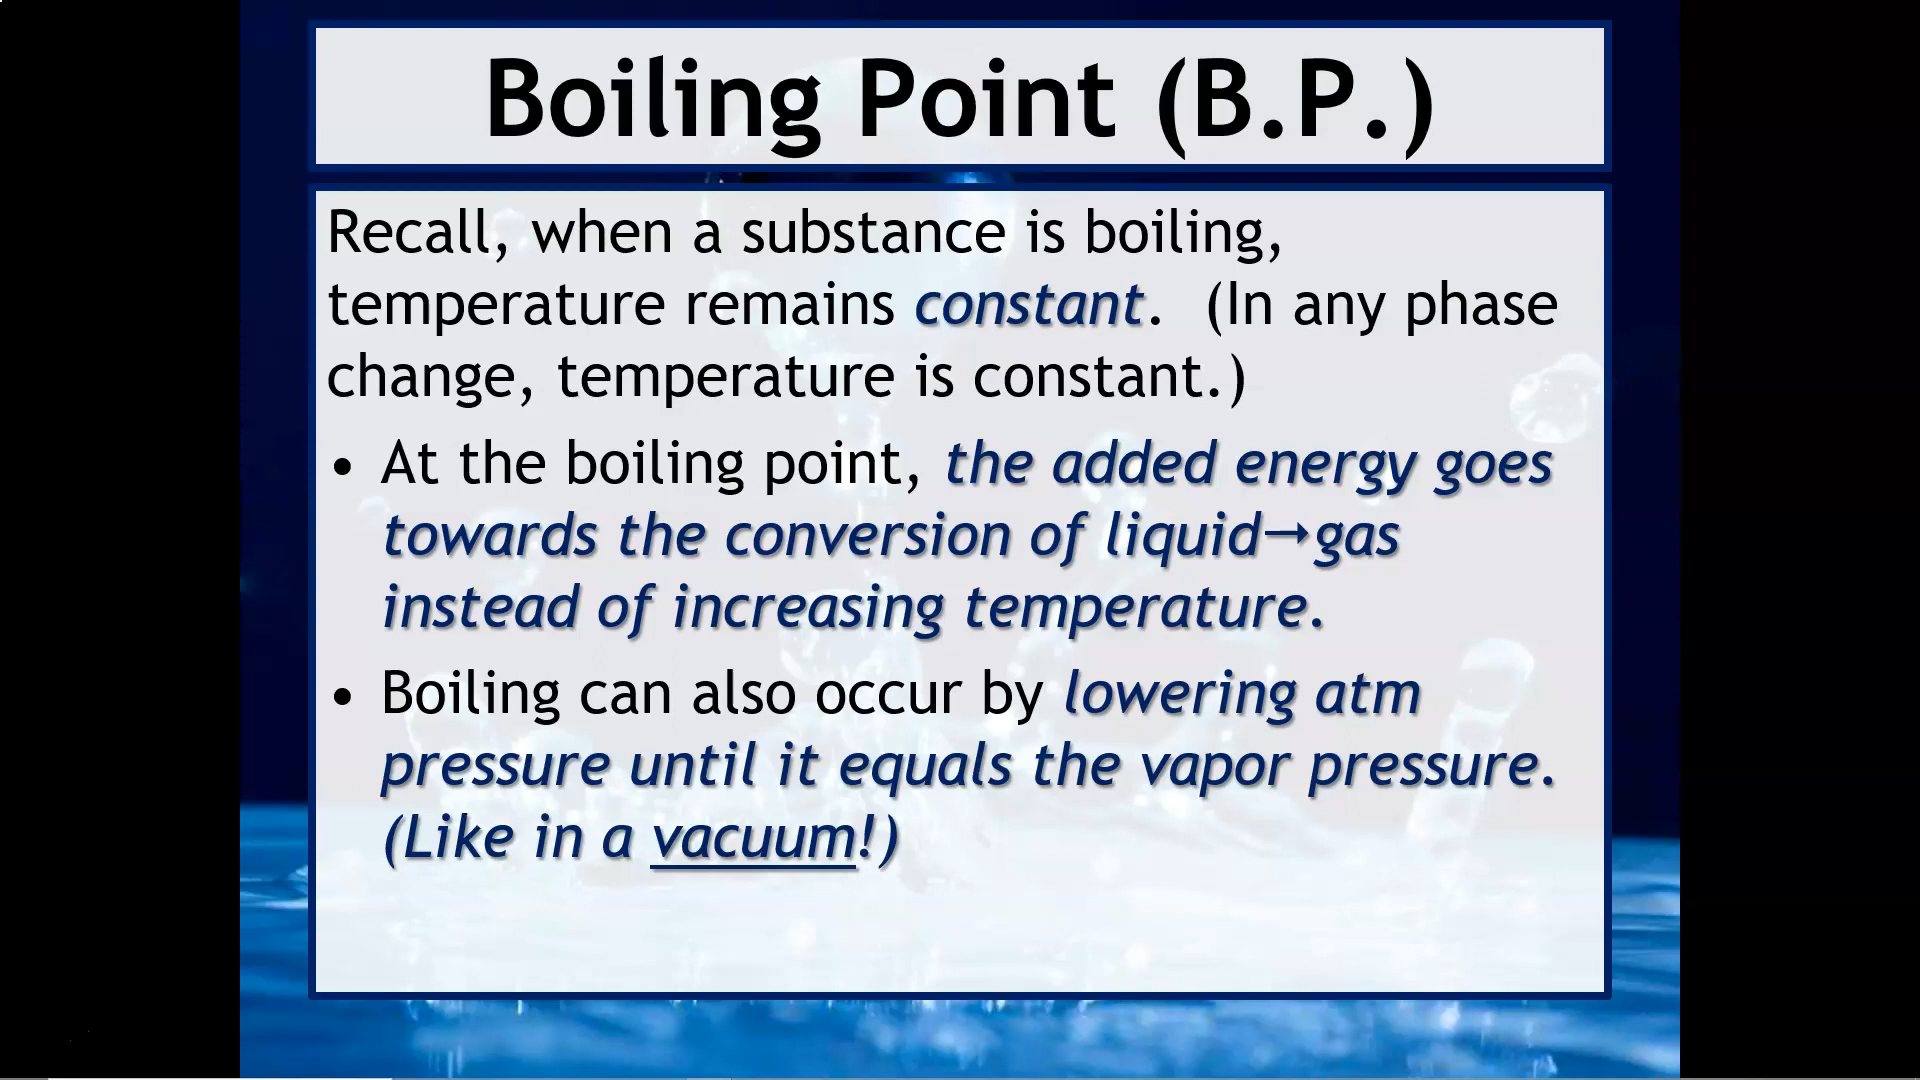 Boiling Point (B.P.)
Recall, when a substance is boiling,
temperature remains constant.  (In any phase
change, temperature is constant.)
• At the boiling point, the added energy goes
towards the conversion of liquid→gas
instead of increasing temperature.
• Boiling can also occur by lowering atm
pressure until it equals the vapor pressure.
(Like in a vacuum!)